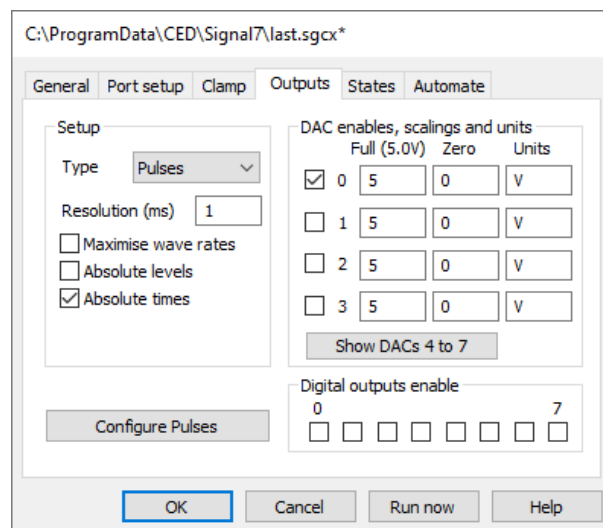 C:\ProgramData\CED\Signal7\last.sgcx*
General Port setup Clamp Outputs States Automate
Setup
Type Pulses
Resolution (ms) 1
Maximise wave rates
Absolute levels
Absolute times
Configure Pulses
DAC enables, scalings and units
Full (5.0V) Zero Units
0 5 0 V
1 5 0 V
2 5 0 V
3 5 0 V
Show DACs 4 to 7
Digital outputs enable
0 7
OK Cancel Run now Help